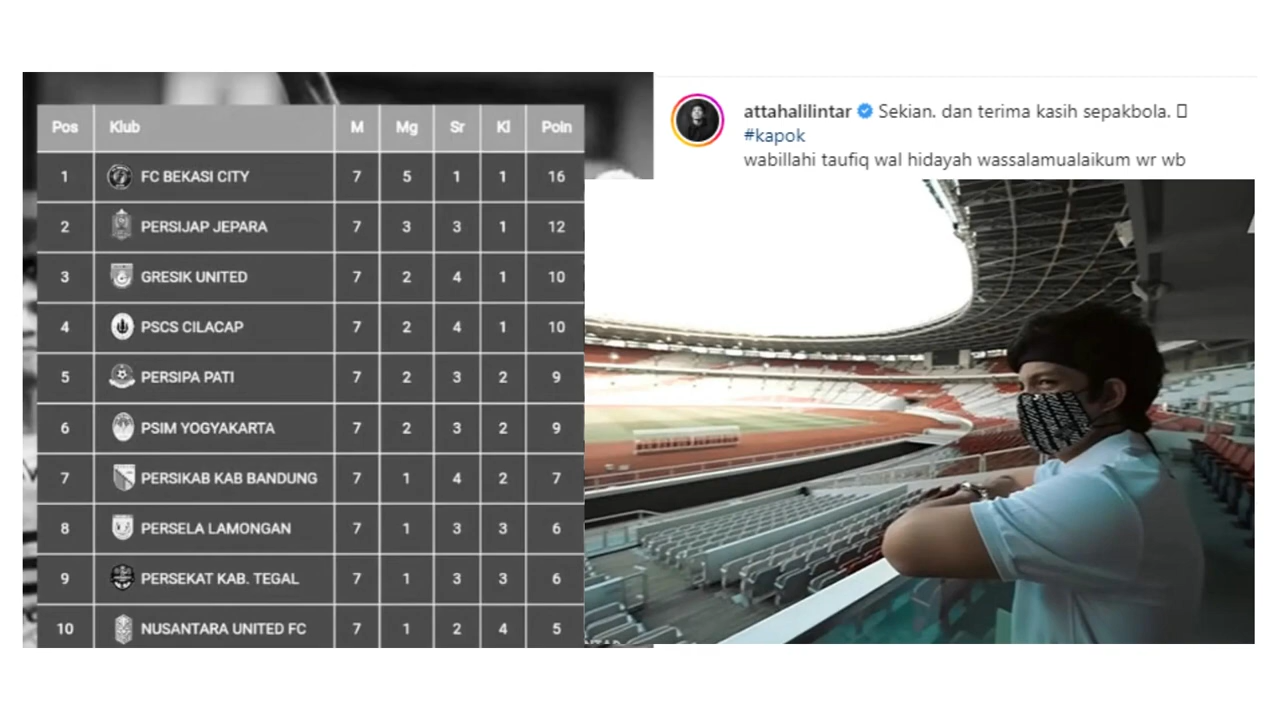 Pos Klub M Mg Sr Kl Poin
1 FC BEKASI CITY 7 5 1 1 16
2 PERSIJAP JEPARA 7 3 3 1 12
3 GRESIK UNITED 7 2 4 1 10
4 PSCS CILACAP 7 2 4 1 10
5 PERSIPA PATI 7 2 3 2 9
6 PSIM YOGYAKARTA 7 2 3 2 9
7 PERSIKAB KAB BANDUNG 7 1 4 2 7
8 PERSELA LAMONGAN 7 1 3 3 6
9 PERSEKAT KAB. TEGAL 7 1 3 3 6
10 NUSANTARA UNITED FC 7 1 2 4 5
attahalilintar Sekian. dan terima kasih sepakbola.
#kapok
wabillahi taufiq wal hidayah wassalamualaikum wr wb